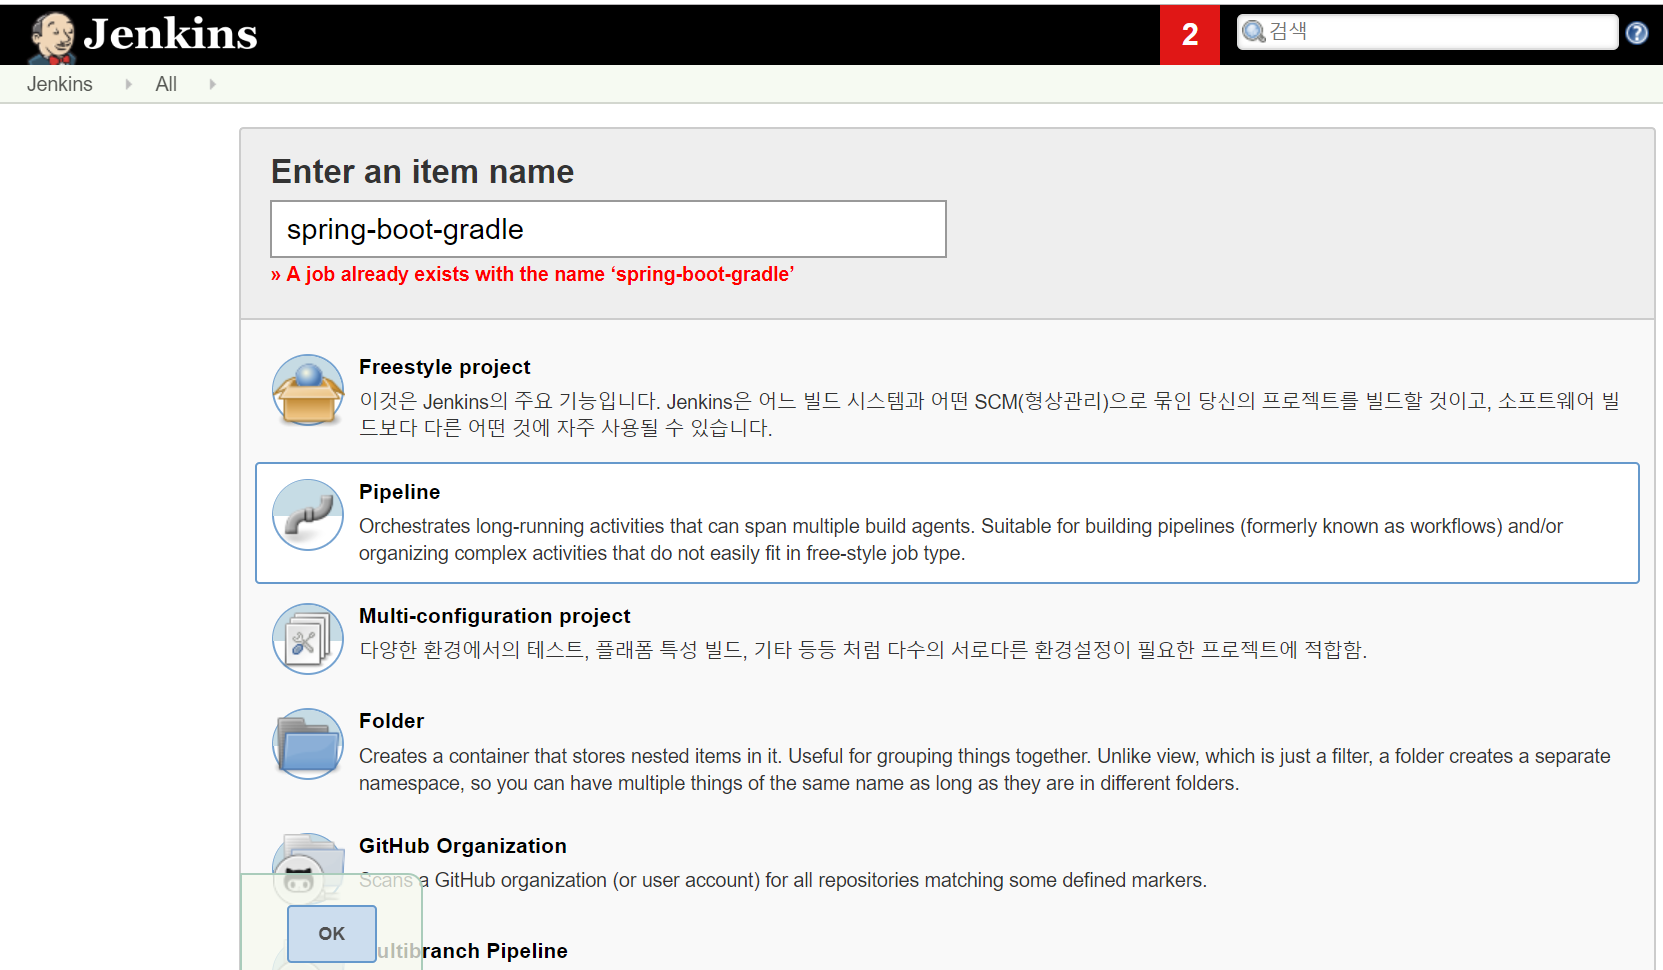 Jenkins
2
검색
?
Jenkins
All
Enter an item name
spring-boot-gradle
» A job already exists with the name ‘spring-boot-gradle’
Freestyle project
이것은 Jenkins의 주요 기능입니다. Jenkins은 어느 빌드 시스템과 어떤 SCM(형상관리)으로 묶인 당신의 프로젝트를 빌드할 것이고, 소프트웨어 빌
드보다 다른 어떤 것에 자주 사용될 수 있습니다.
Pipeline
Orchestrates long-running activities that can span multiple build agents. Suitable for building pipelines (formerly known as workflows) and/or
organizing complex activities that do not easily fit in free-style job type.
Multi-configuration project
다양한 환경에서의 테스트, 플래폼 특성 빌드, 기타 등등 처럼 다수의 서로다른 환경설정이 필요한 프로젝트에 적합함.
Folder
Creates a container that stores nested items in it. Useful for grouping things together. Unlike view, which is just a filter, a folder creates a separate
namespace, so you can have multiple things of the same name as long as they are in different folders.
GitHub Organization
Scans a GitHub organization (or user account) for all repositories matching some defined markers.
OK
ultibranch Pipeline